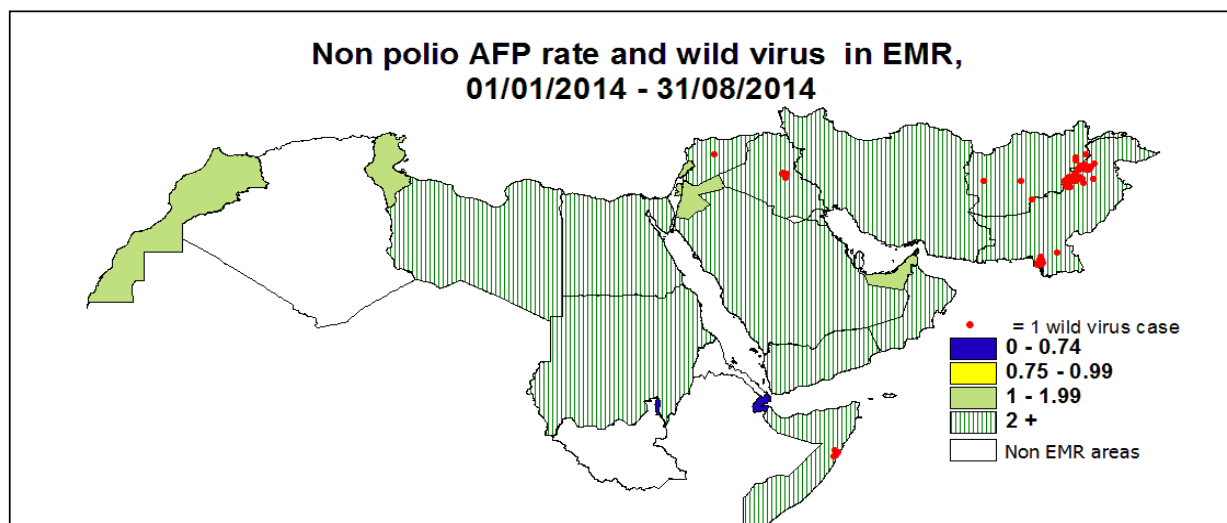 Non polio AFP rate and wild virus in EMR,
01/01/2014 - 31/08/2014
= 1 wild virus case
0 - 0.74
0.75 - 0.99
1 - 1.99
2 +
Non EMR areas